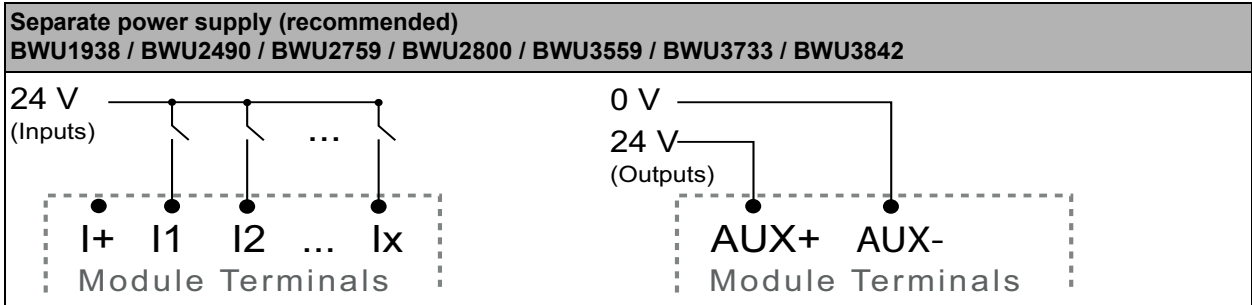 Separate power supply (recommended)
BWU1938 / BWU2490 / BWU2759 / BWU2800 / BWU3559 / BWU3733 / BWU3842
24 V
(Inputs)
...
I+ I1 I2 ... Ix
Module Terminals
0 V
24 V
(Outputs)
AUX+ AUX-
Module Terminals